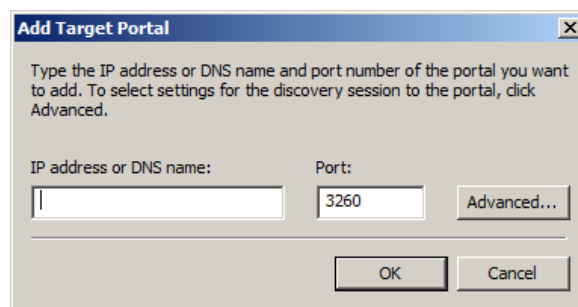 Add Target Portal
Type the IP address or DNS name and port number of the portal you want
to add. To select settings for the discovery session to the portal, click
Advanced.
IP address or DNS name: Port:
3260 Advanced...
OK Cancel